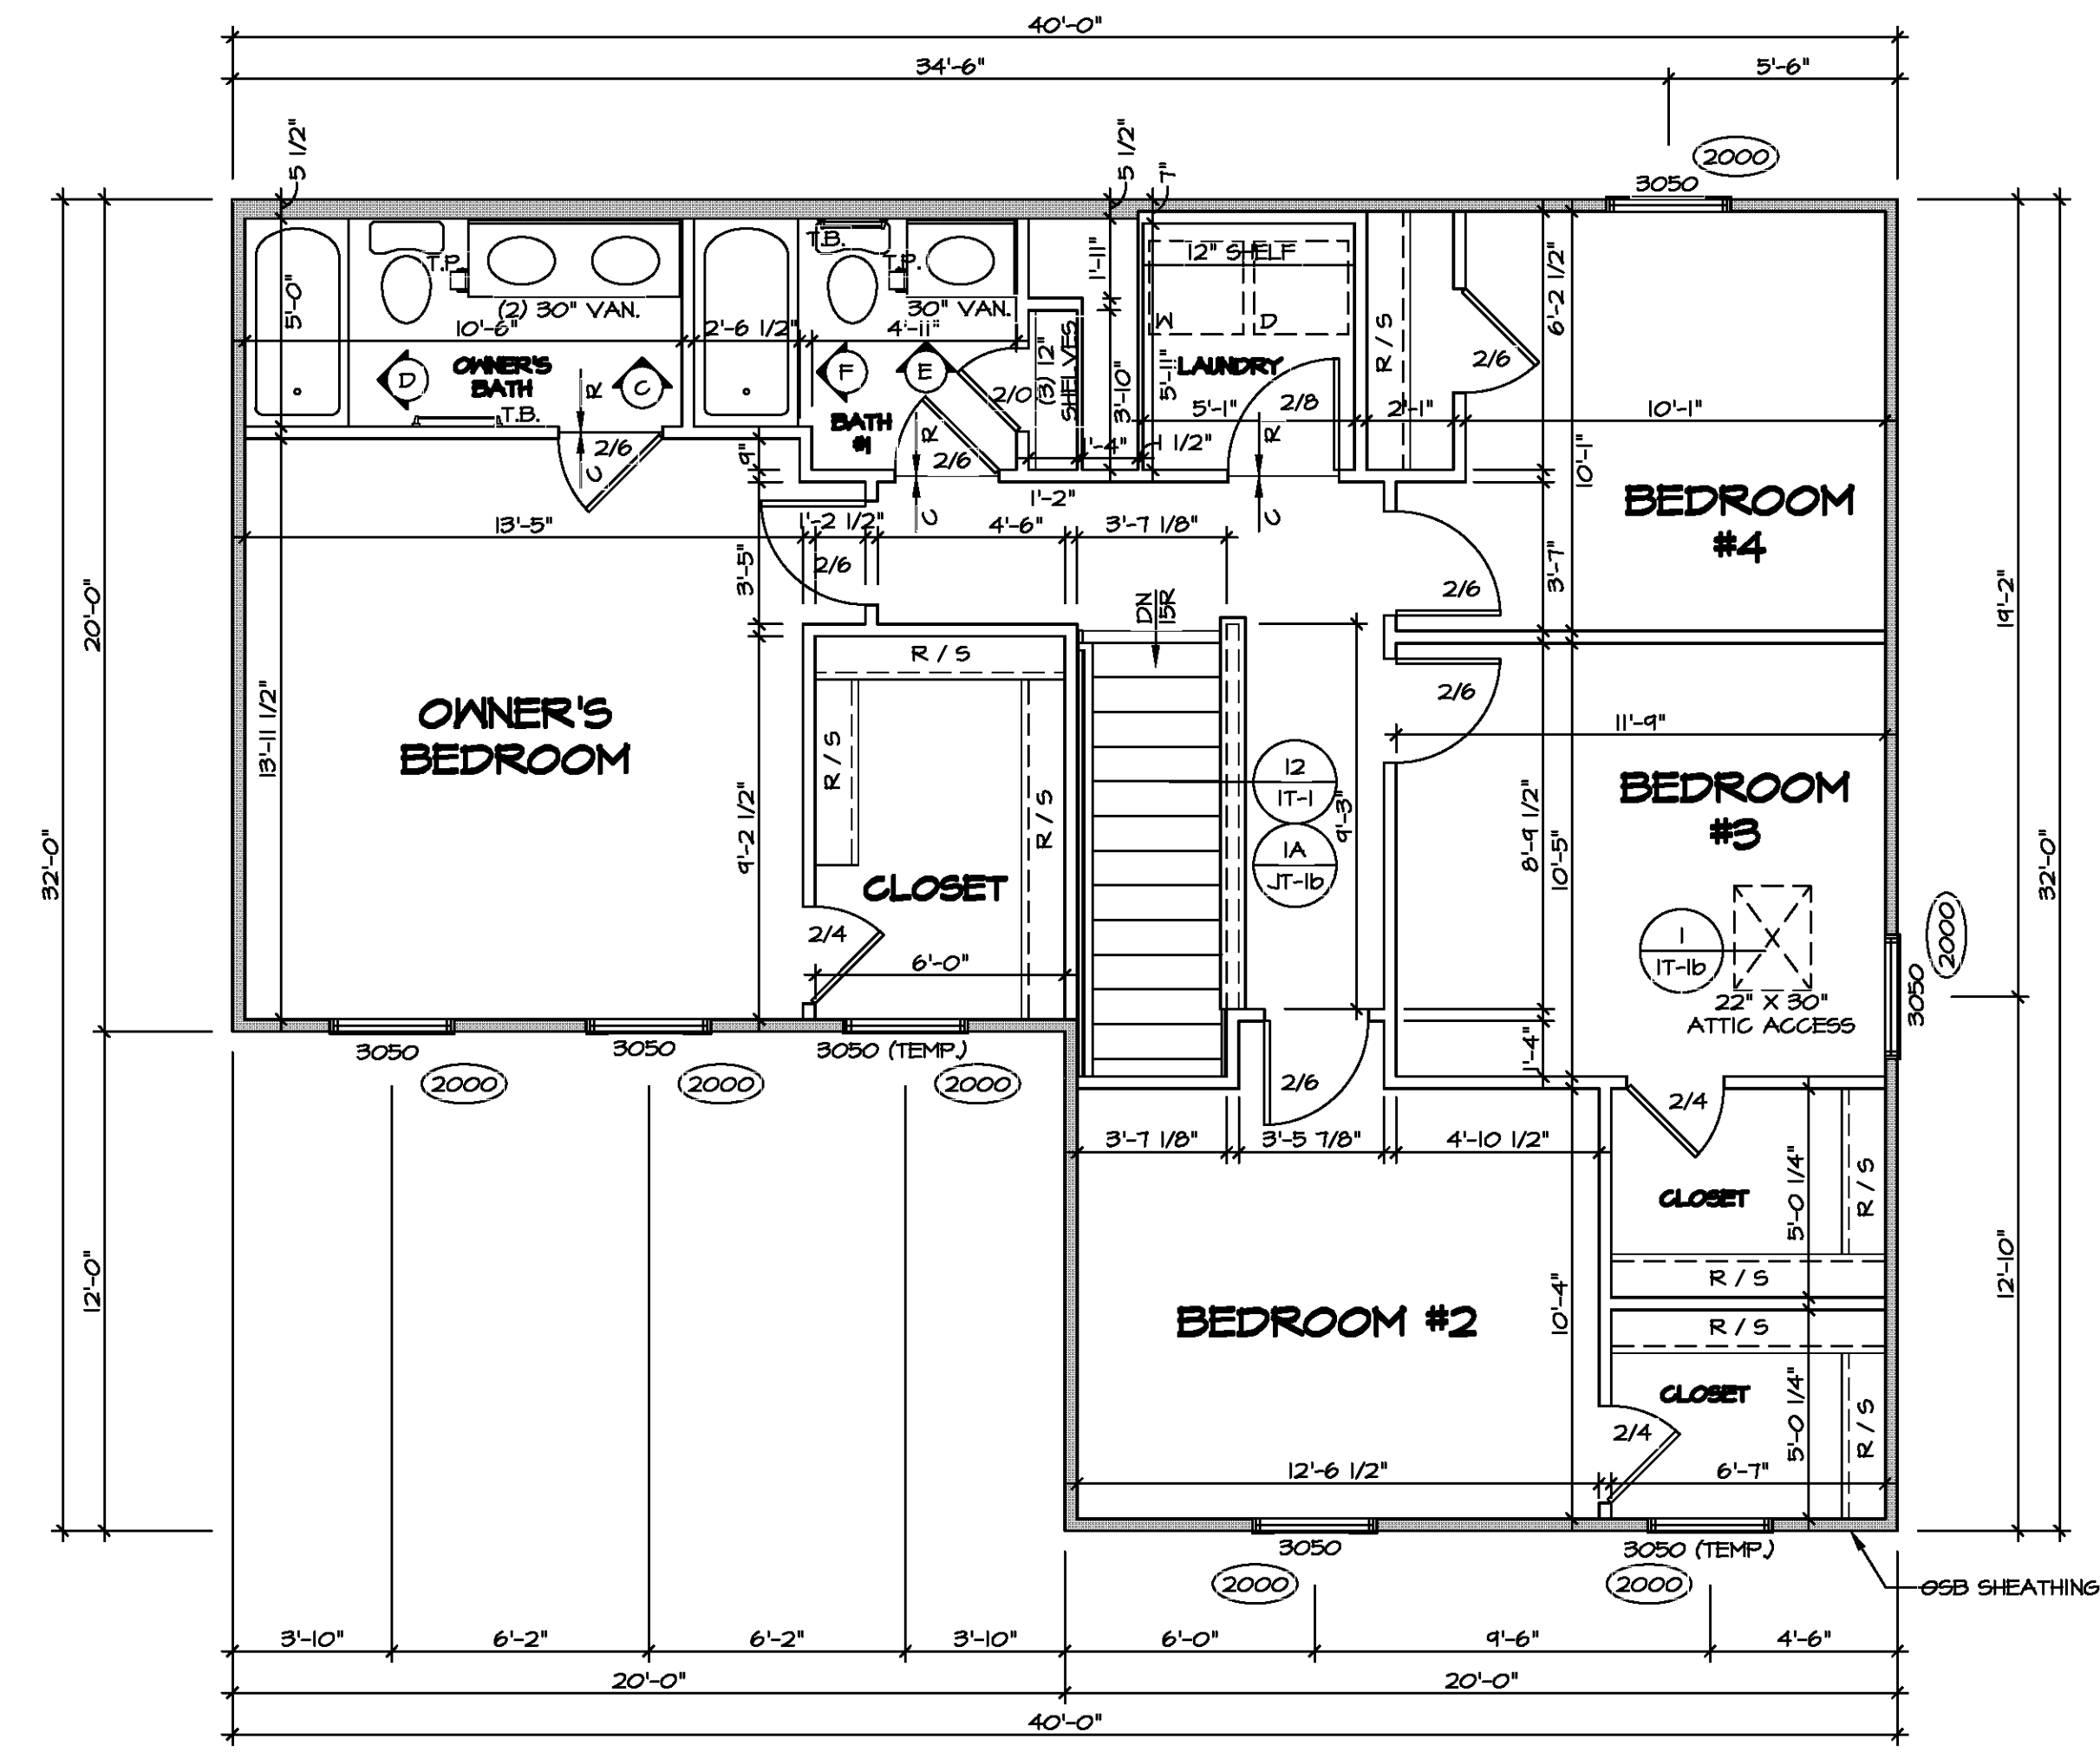 40'-0"
34'-6"
5'-6"
5 1/2"
5 1/2"
7"
2000
3050
T.B.
T.P.
T.P.
12" SHELF
1'-11"
5'-0"
(2) 30" VAN.
30" VAN.
10'-6"
2'-6 1/2"
4'-11"
6'-2 1/2"
W
D
R / S
2/6
OWNER'S
BATH
D
C
R
F
E
2/0
(3) 12"
SHELVES
3'-10"
5'-11"
LAUNDRY
T.B.
BATH
#1
R
5'-1"
2/8
R
2'-1"
10'-1"
2/6
C
9"
2/6
1'-4"
1 1/2"
10'-1"
1'-2"
C
C
BEDROOM
#4
13'-5"
1'-2 1/2"
4'-6"
3'-7 1/8"
20'-0"
3'-5"
2/6
3'-7"
2/6
19'-2"
DN
15R
R / S
2/6
OWNER'S
BEDROOM
13'-11 1/2"
11'-9"
R / S
12
1T-1
BEDROOM
#3
32'-0"
9'-2 1/2"
R / S
9'-3"
8'-9 1/2"
10'-5"
32'-0"
1A
JT-1b
CLOSET
2/4
6'-0"
1
1T-1b
X
2000
3050
22" X 30"
ATTIC ACCESS
3050
3050
3050 (TEMP.)
1'-4"
2000
2000
2000
2/6
2/4
3'-7 1/8"
3'-5 7/8"
4'-10 1/2"
CLOSET
5'-0 1/4"
R / S
12'-0"
R / S
12'-10"
BEDROOM #2
10'-4"
R / S
CLOSET
5'-0 1/4"
R / S
2/4
12'-6 1/2"
6'-7"
3050
3050 (TEMP.)
2000
2000
OSB SHEATHING
3'-10"
6'-2"
6'-2"
3'-10"
6'-0"
9'-6"
4'-6"
20'-0"
20'-0"
40'-0"